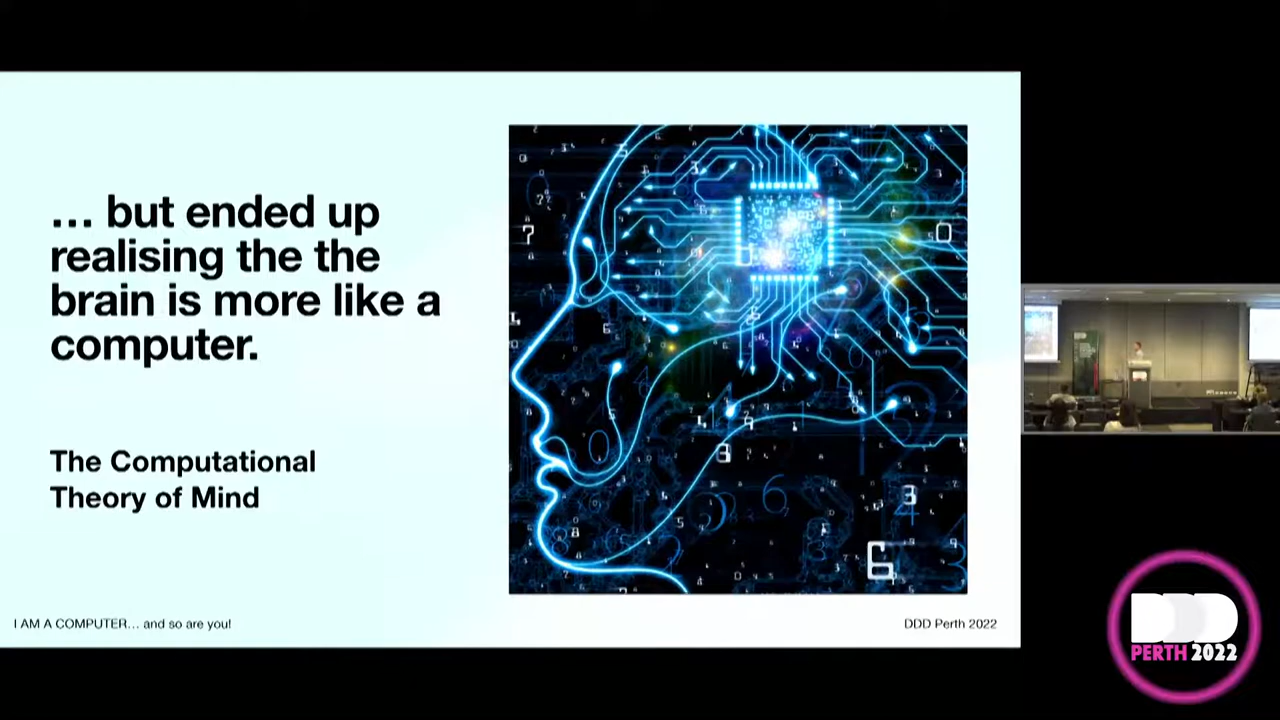 ... but ended up
realising the the
brain is more like a
computer.
The Computational
Theory of Mind
I AM A COMPUTER... and so are you!
DDD Perth 2022
DDD
PERTH 2022